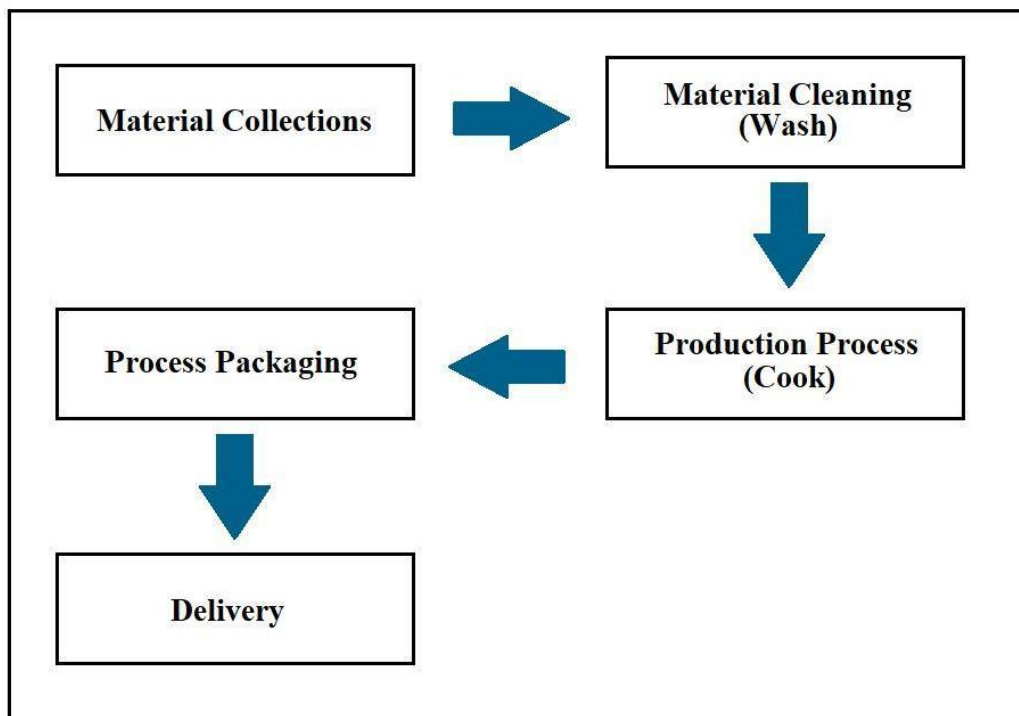 Material Collections
Material Cleaning
(Wash)
Production Process
(Cook)
Process Packaging
Delivery